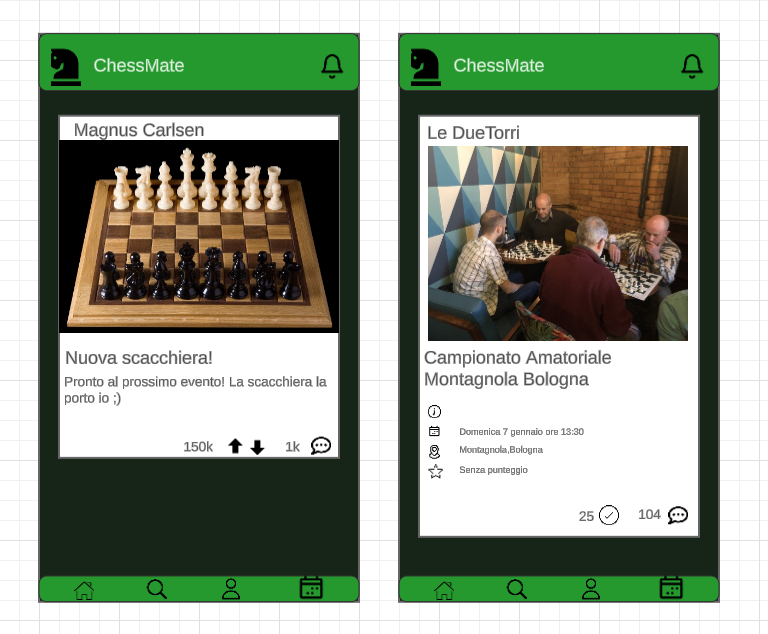 ChessMate
Magnus Carlsen
Nuova scacchiera!
Pronto al prossimo evento! La scacchiera la
porto io ;)
150k
1k
ChessMate
Le DueTorri
Campionato Amatoriale
Montagnola Bologna
Domenica 7 gennaio ore 13:30
Montagnola,Bologna
Senza punteggio
25
104